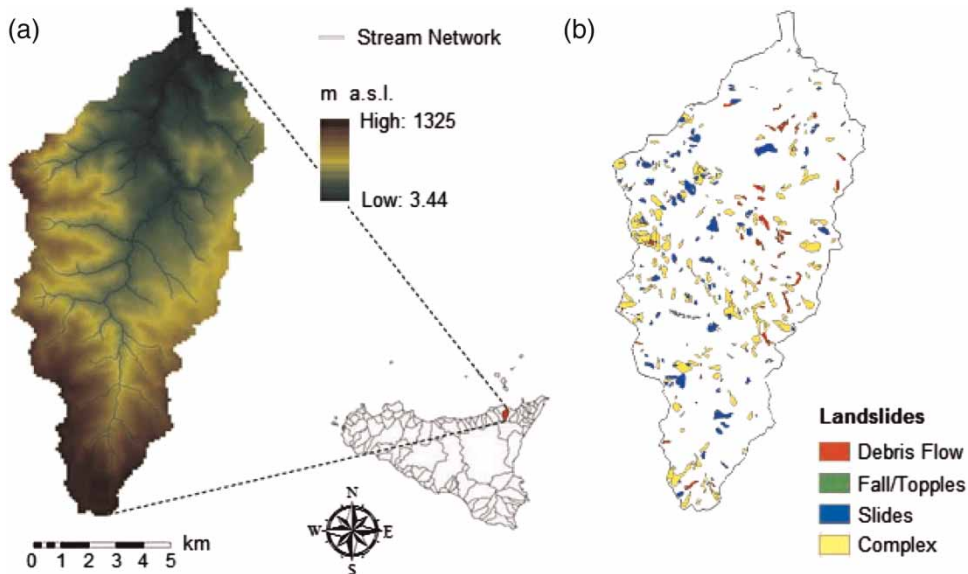 (a)
Stream Network
m a.s.l.
High: 1325
Low: 3.44
N
W E
S
km
0 1 2 3 4 5
(b)
Landslides
Debris Flow
Fall/Topples
Slides
Complex